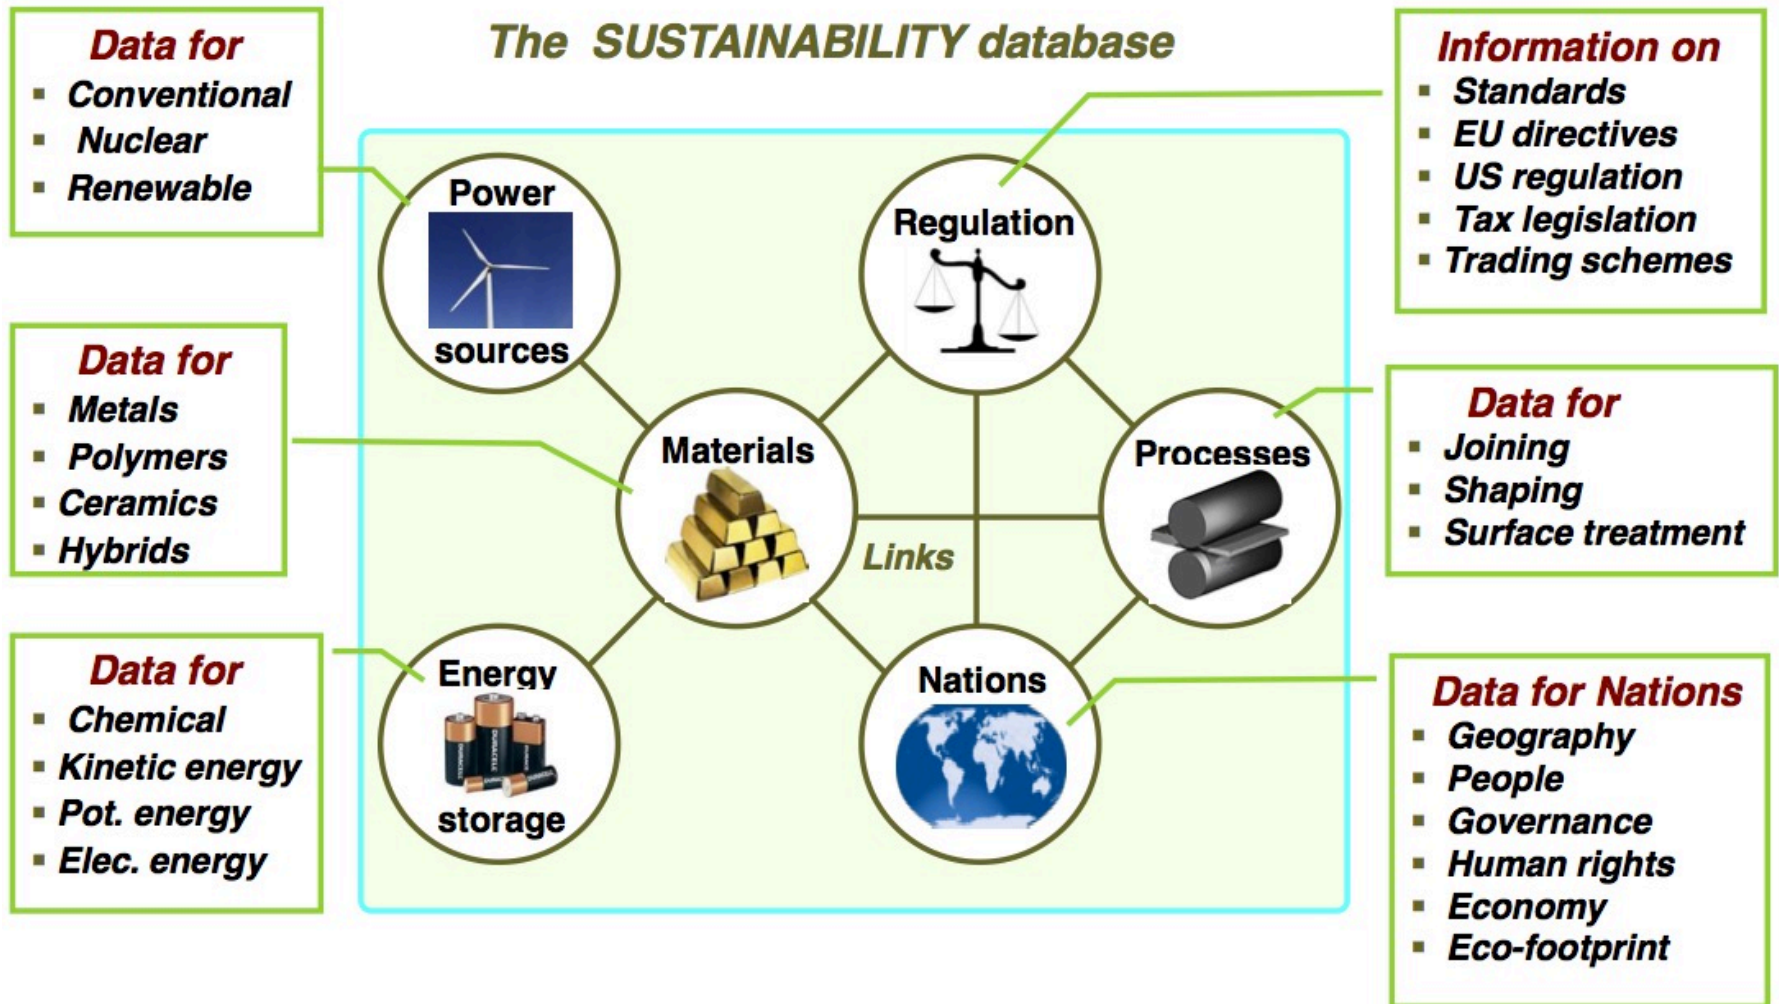 The SUSTAINABILITY database
Data for
▪ Conventional
▪ Nuclear
▪ Renewable
Data for
▪ Metals
▪ Polymers
▪ Ceramics
▪ Hybrids
Data for
▪ Chemical
▪ Kinetic energy
▪ Pot. energy
▪ Elec. energy
Power
sources
Regulation
Materials
Processes
Links
Energy
DURACELL
storage
Nations
Information on
▪ Standards
▪ EU directives
▪ US regulation
▪ Tax legislation
▪ Trading schemes
Data for
▪ Joining
▪ Shaping
▪ Surface treatment
Data for Nations
▪ Geography
▪ People
▪ Governance
▪ Human rights
▪ Economy
▪ Eco-footprint